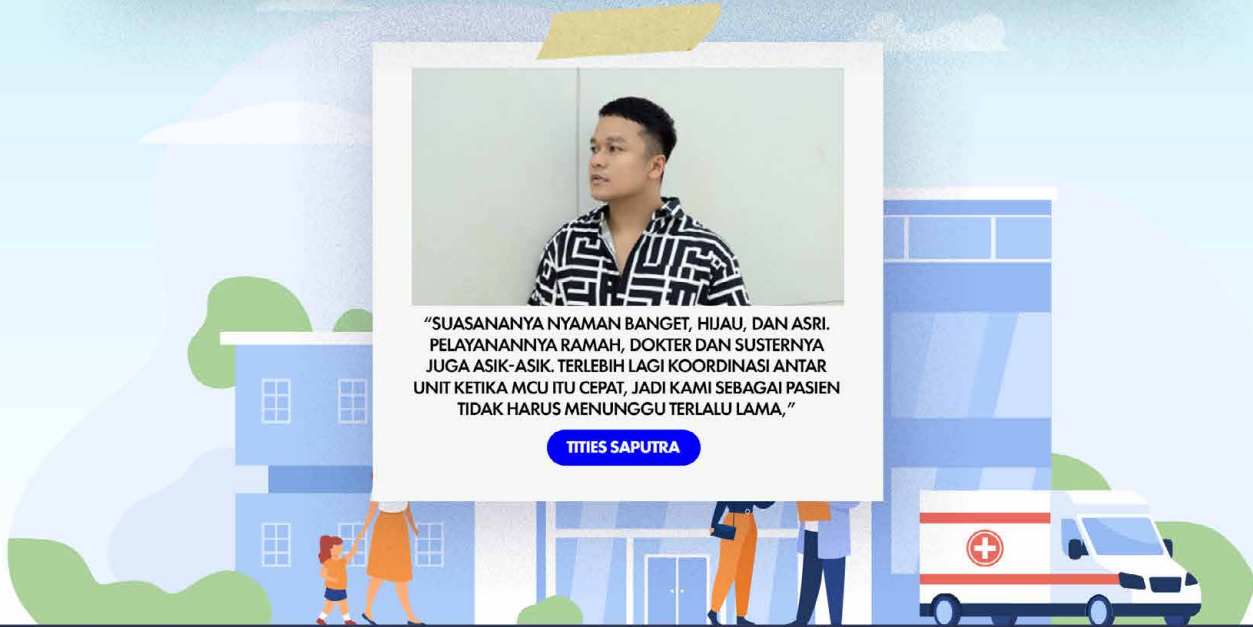 “SUASANANYA NYAMAN BANGET, HIJAU, DAN ASRI.
PELAYANANNYA RAMAH, DOKTER DAN SUSTERNYA
JUGA ASIK-ASIK. TERLEBIH LAGI KOORDINASI ANTAR
UNIT KETIKA MCU ITU CEPAT, JADI KAMI SEBAGAI PASIEN
TIDAK HARUS MENUNGGU TERLALU LAMA,”
TITIES SAPUTRA